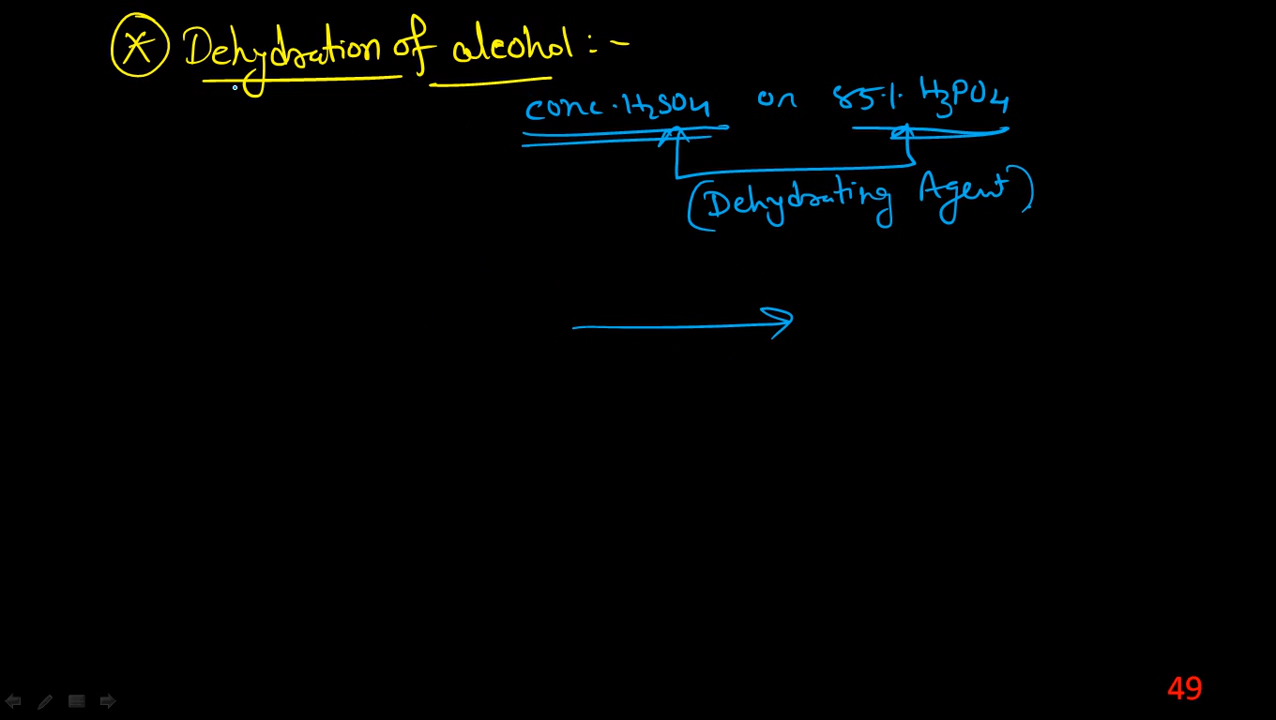 * Dehydration of alcohol :-
conc. H2SO4 or 85% H3PO4
(Dehydrating Agent)
49